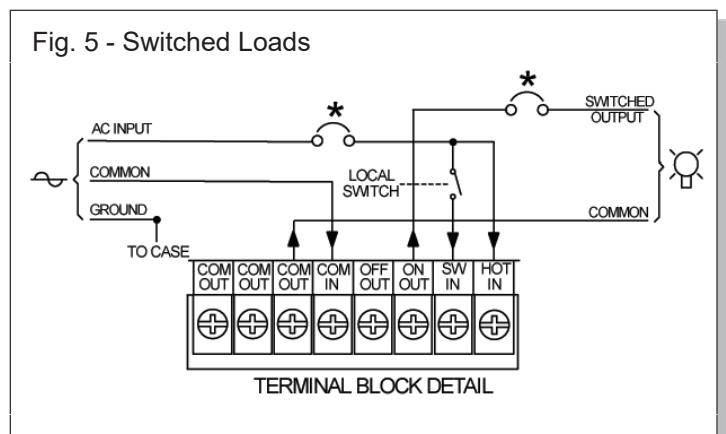 Fig. 5 - Switched Loads
*
*
SWITCHED
OUTPUT
AC INPUT
COMMON
LOCAL
SWITCH
GROUND
COMMON
TO CASE
COM OUT
COM OUT
COM OUT
COM IN
OFF OUT
ON OUT
SW IN
HOT IN
TERMINAL BLOCK DETAIL